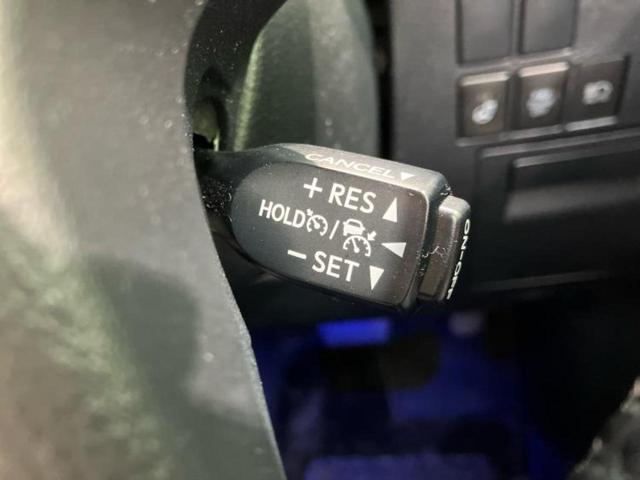 CANCEL▼
+ RES ▲
HOLD / ◀
− SET ▼
ON-OFF